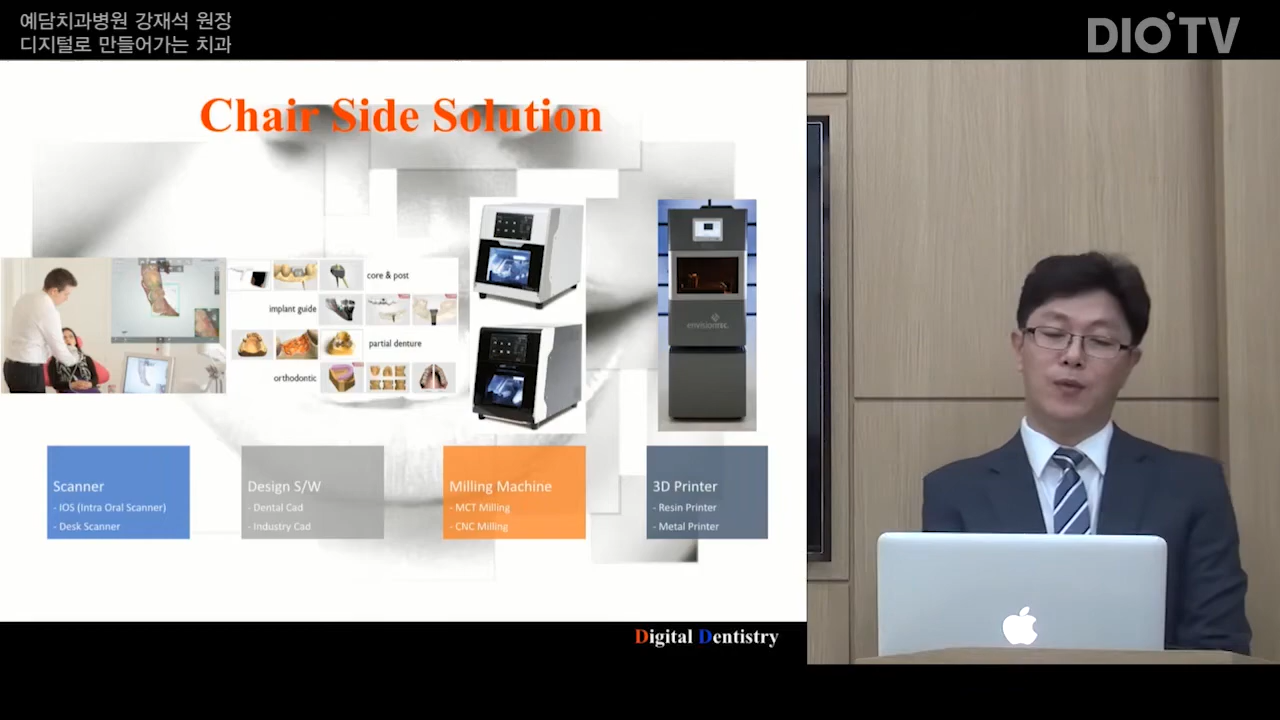 예담치과병원 강재석 원장
디지털로 만들어가는 치과
DIO TV
Chair Side Solution
core & post
implant guide
partial denture
orthodontic
envisiontec.
Scanner
- IOS (Intra Oral Scanner)
- Desk Scanner
Design S/W
- Dental Cad
- Industry Cad
Milling Machine
- MCT Milling
- CNC Milling
3D Printer
- Resin Printer
- Metal Printer
Digital Dentistry